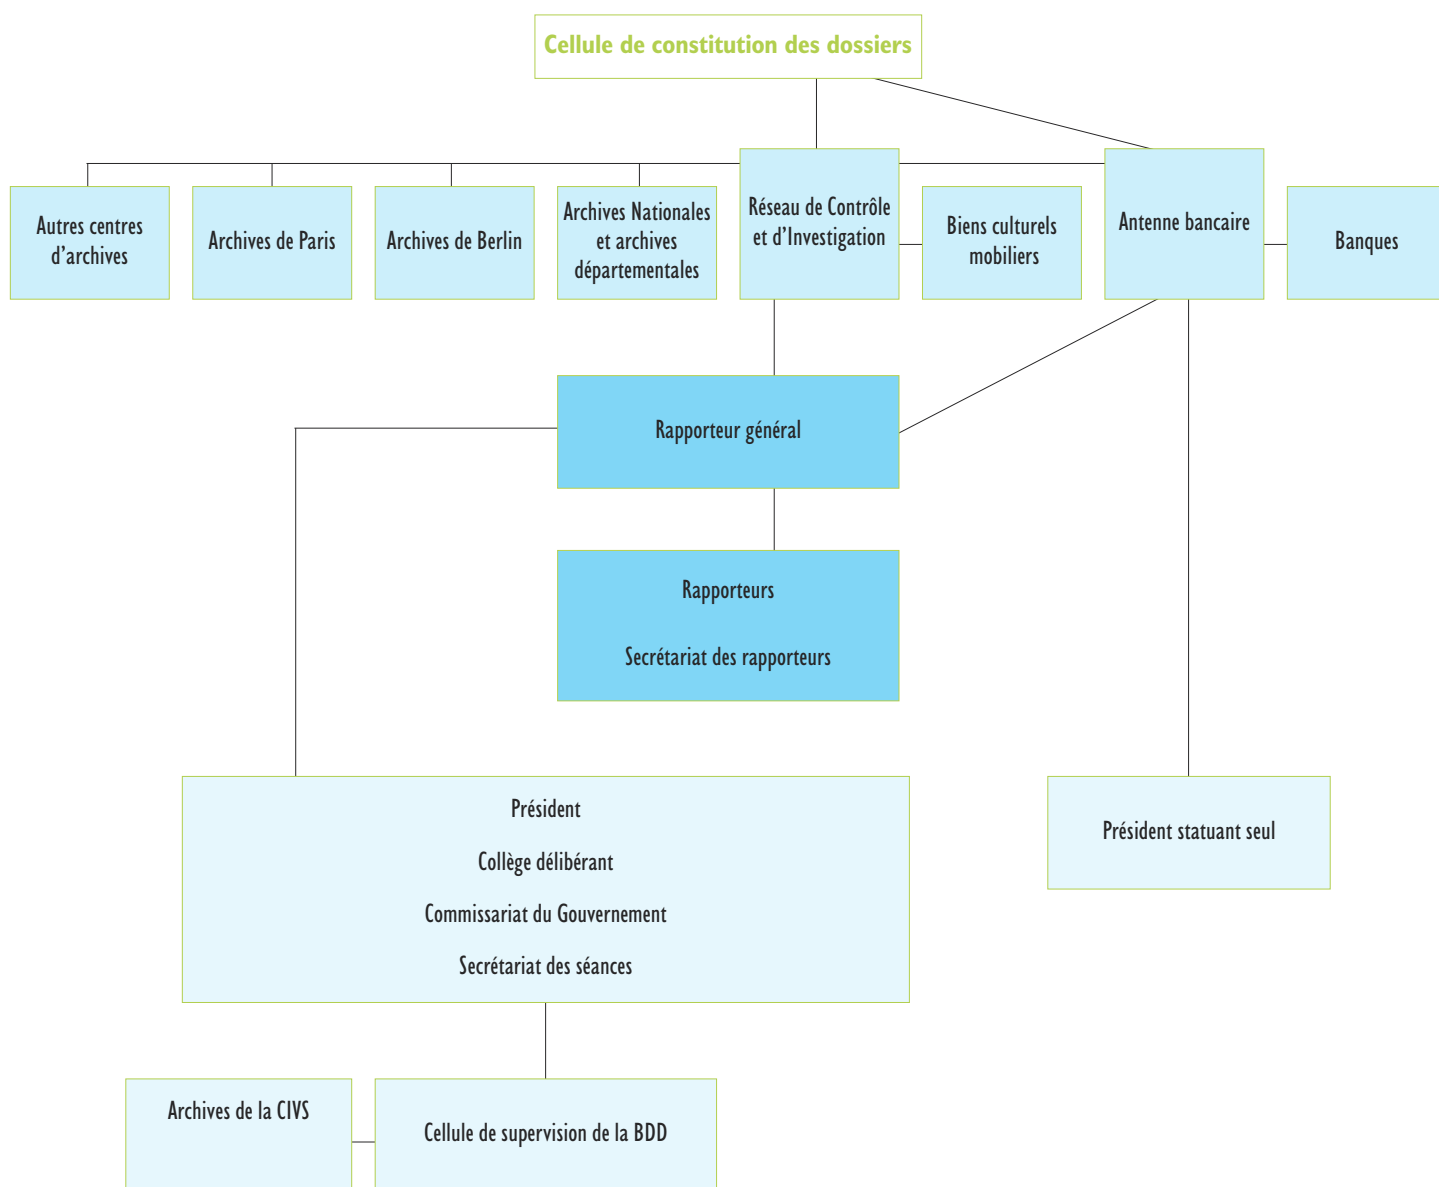 Cellule de constitution des dossiers
Autres centres
d'archives
Archives de Paris
Archives de Berlin
Archives Nationales
et archives
départementales
Réseau de Contrôle
et d'Investigation
Biens culturels
mobiliers
Antenne bancaire
Banques
Rapporteur général
Rapporteurs
Secrétariat des rapporteurs
Président
Collège délibérant
Commissariat du Gouvernement
Secrétariat des séances
Président statuant seul
Archives de la CIVS
Cellule de supervision de la BDD